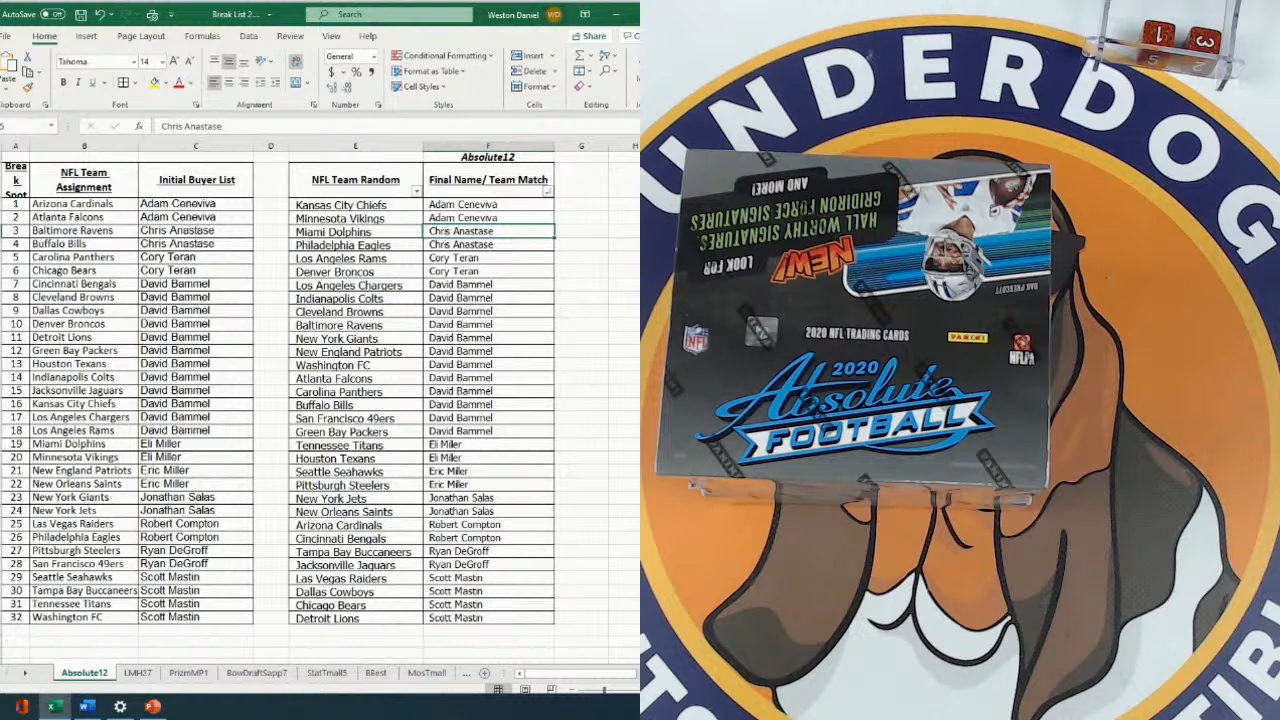 AutoSave Off Break List 2.... Search Weston Daniel WD
File Home Insert Page Layout Formulas Data Review View Help Share
Paste Tahoma 14 General Conditional Formatting Insert
B I U Format as Table Delete
Cell Styles Format
Clipboard Font Alignment Number Styles Cells Editing
Chris Anastase
A B C D E F G H
Absolute12
Break Spot NFL Team Assignment Initial Buyer List NFL Team Random Final Name/ Team Match
1 Arizona Cardinals Adam Ceneviva Kansas City Chiefs Adam Ceneviva
2 Atlanta Falcons Adam Ceneviva Minnesota Vikings Adam Ceneviva
3 Baltimore Ravens Chris Anastase Miami Dolphins Chris Anastase
4 Buffalo Bills Chris Anastase Philadelphia Eagles Chris Anastase
5 Carolina Panthers Cory Teran Los Angeles Rams Cory Teran
6 Chicago Bears Cory Teran Denver Broncos Cory Teran
7 Cincinnati Bengals David Bammel Los Angeles Chargers David Bammel
8 Cleveland Browns David Bammel Indianapolis Colts David Bammel
9 Dallas Cowboys David Bammel Cleveland Browns David Bammel
10 Denver Broncos David Bammel Baltimore Ravens David Bammel
11 Detroit Lions David Bammel New York Giants David Bammel
12 Green Bay Packers David Bammel New England Patriots David Bammel
13 Houston Texans David Bammel Washington FC David Bammel
14 Indianapolis Colts David Bammel Atlanta Falcons David Bammel
15 Jacksonville Jaguars David Bammel Carolina Panthers David Bammel
16 Kansas City Chiefs David Bammel Buffalo Bills David Bammel
17 Los Angeles Chargers David Bammel San Francisco 49ers David Bammel
18 Los Angeles Rams David Bammel Green Bay Packers David Bammel
19 Miami Dolphins Eli Miller Tennessee Titans Eli Miller
20 Minnesota Vikings Eli Miller Houston Texans Eli Miller
21 New England Patriots Eric Miller Seattle Seahawks Eric Miller
22 New Orleans Saints Eric Miller Pittsburgh Steelers Eric Miller
23 New York Giants Jonathan Salas New York Jets Jonathan Salas
24 New York Jets Jonathan Salas New Orleans Saints Jonathan Salas
25 Las Vegas Raiders Robert Compton Arizona Cardinals Robert Compton
26 Philadelphia Eagles Robert Compton Cincinnati Bengals Robert Compton
27 Pittsburgh Steelers Ryan DeGroff Tampa Bay Buccaneers Ryan DeGroff
28 San Francisco 49ers Ryan DeGroff Jacksonville Jaguars Ryan DeGroff
29 Seattle Seahawks Scott Mastin Las Vegas Raiders Scott Mastin
30 Tampa Bay Buccaneers Scott Mastin Dallas Cowboys Scott Mastin
31 Tennessee Titans Scott Mastin Chicago Bears Scott Mastin
32 Washington FC Scott Mastin Detroit Lions Scott Mastin
Absolute12 LMH27 PrizmMP1 BowDraftSapp7 StatTmall5 BBest MosTmall ...
UNDERDOG
LOOK FOR
NEW!
HALL WORTHY SIGNATURES,
GRIDIRON FORCE SIGNATURES
AND MORE!
DAK PRESCOTT
NFL
2020 NFL TRADING CARDS
PANINI
NFLPA
2020
Absolute
FOOTBALL
1 3
5 2